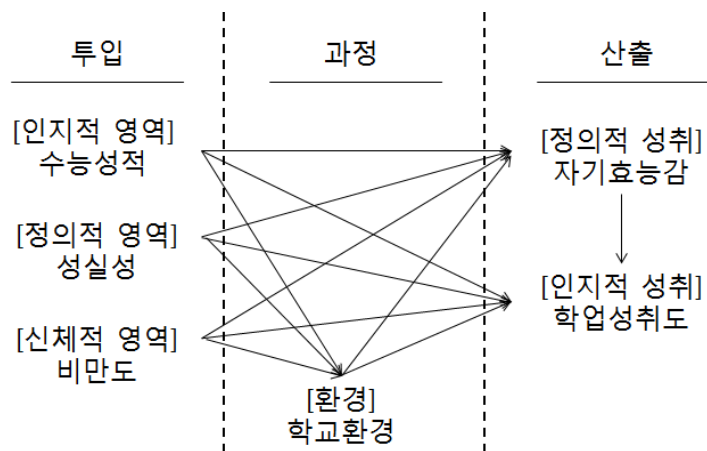 투입
과정
산출
[인지적 영역]
수능성적
[정의적 영역]
성실성
[신체적 영역]
비만도
[환경]
학교환경
[정의적 성취]
자기효능감
[인지적 성취]
학업성취도